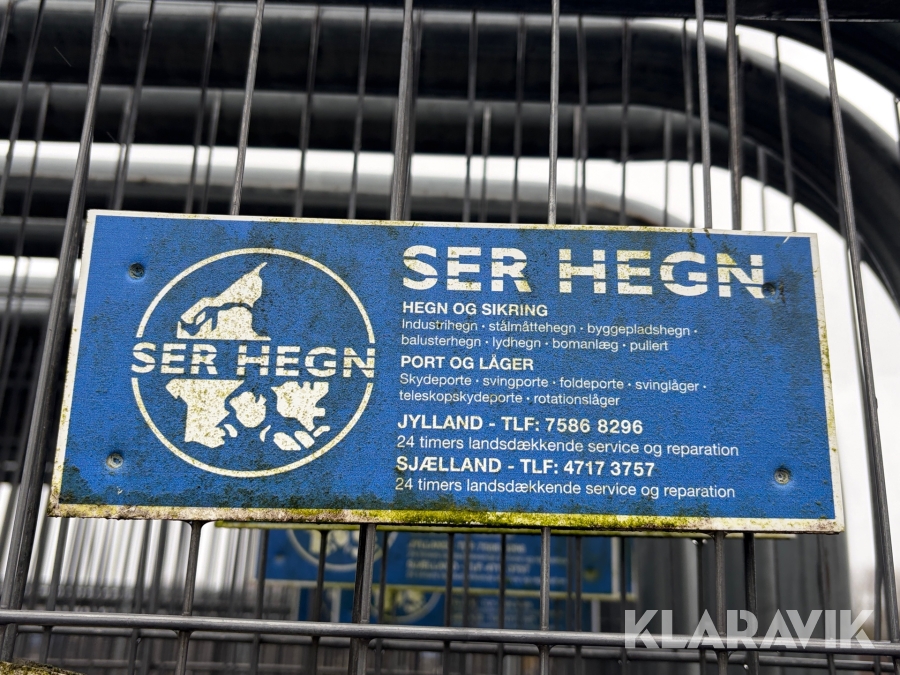 SER HEGN
SER HEGN
HEGN OG SIKRING
Industrihegn · stålmåttehegn · byggepladshegn ·
balusterhegn · lydhegn · bomanlæg · pullert
PORT OG LÅGER
Skydeporte · svingporte · foldeporte · svinglåger ·
teleskopskydeporte · rotationslåger
JYLLAND - TLF: 7586 8296
24 timers landsdækkende service og reparation
SJÆLLAND - TLF: 4717 3757
24 timers landsdækkende service og reparation
JYLLAND - TLF:
KLARAVIK